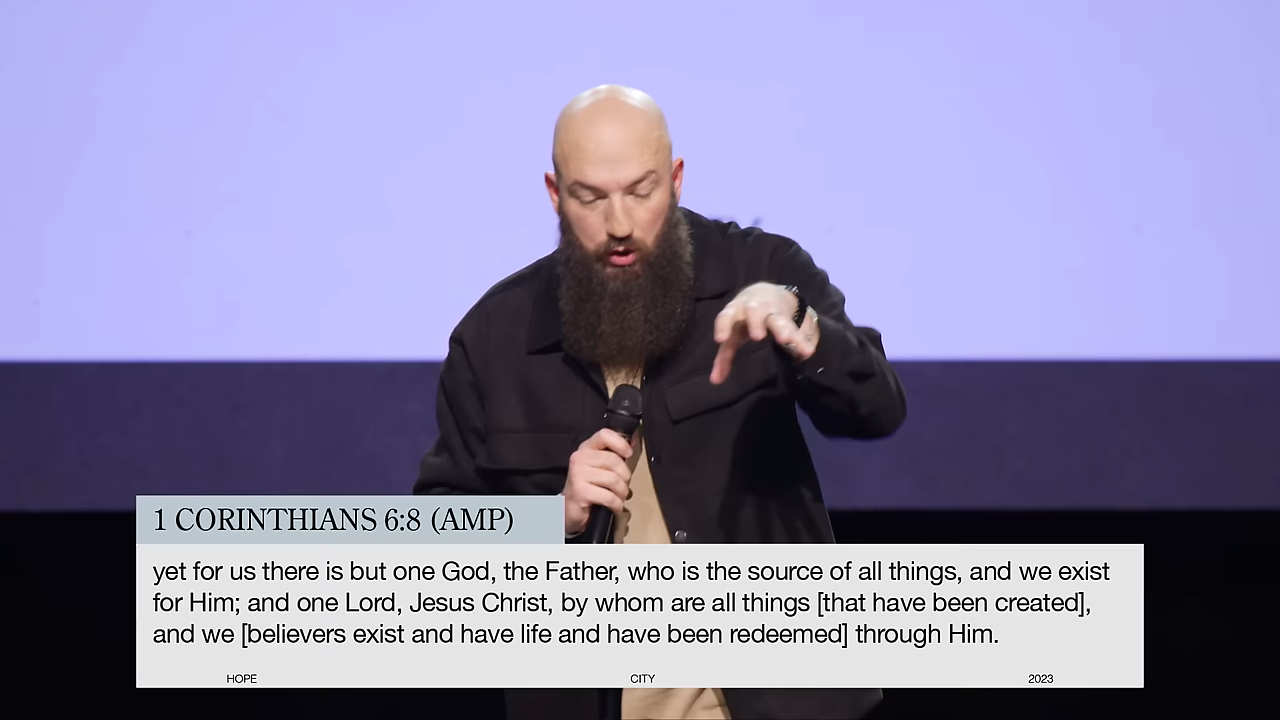 1 CORINTHIANS 6:8 (AMP)
yet for us there is but one God, the Father, who is the source of all things, and we exist
for Him; and one Lord, Jesus Christ, by whom are all things [that have been created],
and we [believers exist and have life and have been redeemed] through Him.
HOPE CITY 2023